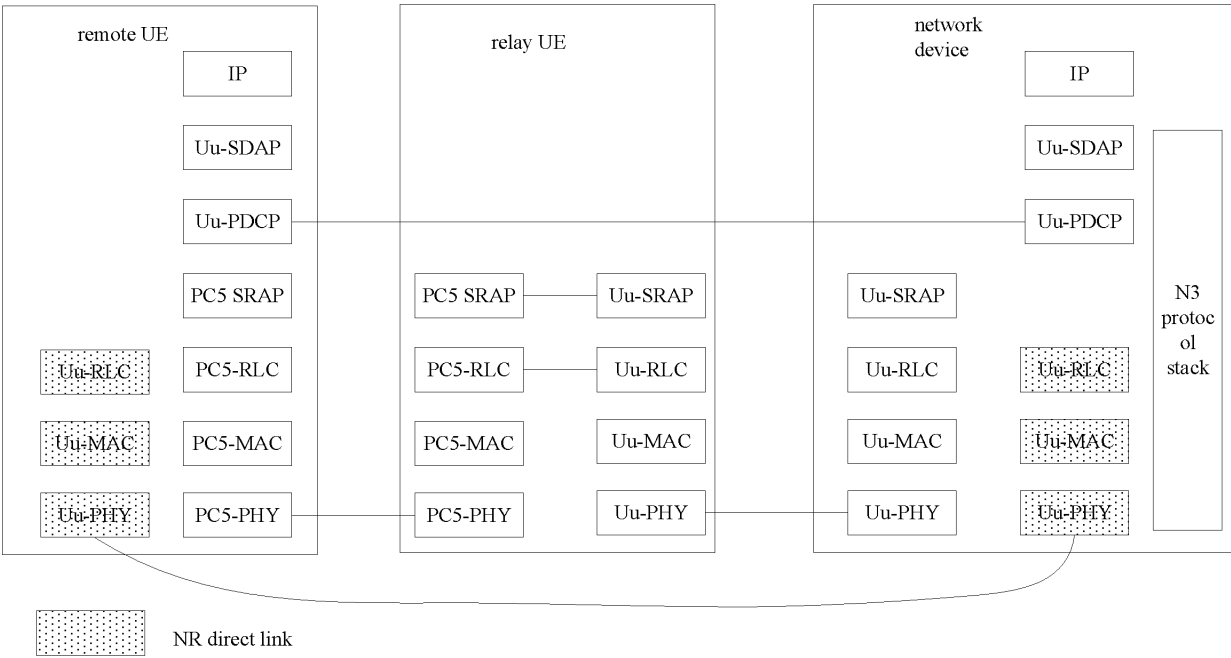 remote UE
IP
Uu-SDAP
Uu-PDCP
PC5 SRAP
Uu-RLC
PC5-RLC
Uu-MAC
PC5-MAC
Uu-PHY
PC5-PHY
relay UE
PC5 SRAP
Uu-SRAP
PC5-RLC
Uu-RLC
PC5-MAC
Uu-MAC
PC5-PHY
Uu-PHY
network
device
IP
Uu-SDAP
Uu-PDCP
Uu-SRAP
Uu-RLC
Uu-RLC
Uu-MAC
Uu-MAC
Uu-PHY
Uu-PHY
N3
protoc
ol
stack
NR direct link